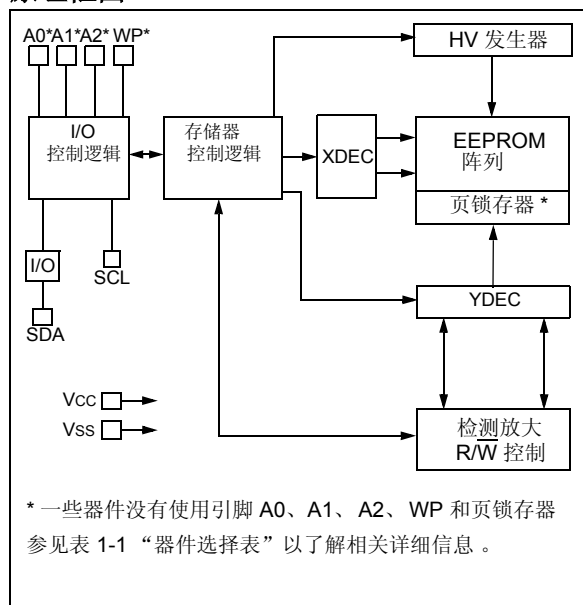 A0*A1*A2* WP*
HV 发生器
I/O
控制逻辑
存储器
控制逻辑
XDEC
EEPROM
阵列
页锁存器 *
I/O
SCL
SDA
YDEC
VCC
VSS
检测放大
R/W̅ 控制
* 一些器件没有使用引脚 A0、A1、A2、WP 和页锁存器
参见表 1-1 “器件选择表”以了解相关详细信息 。